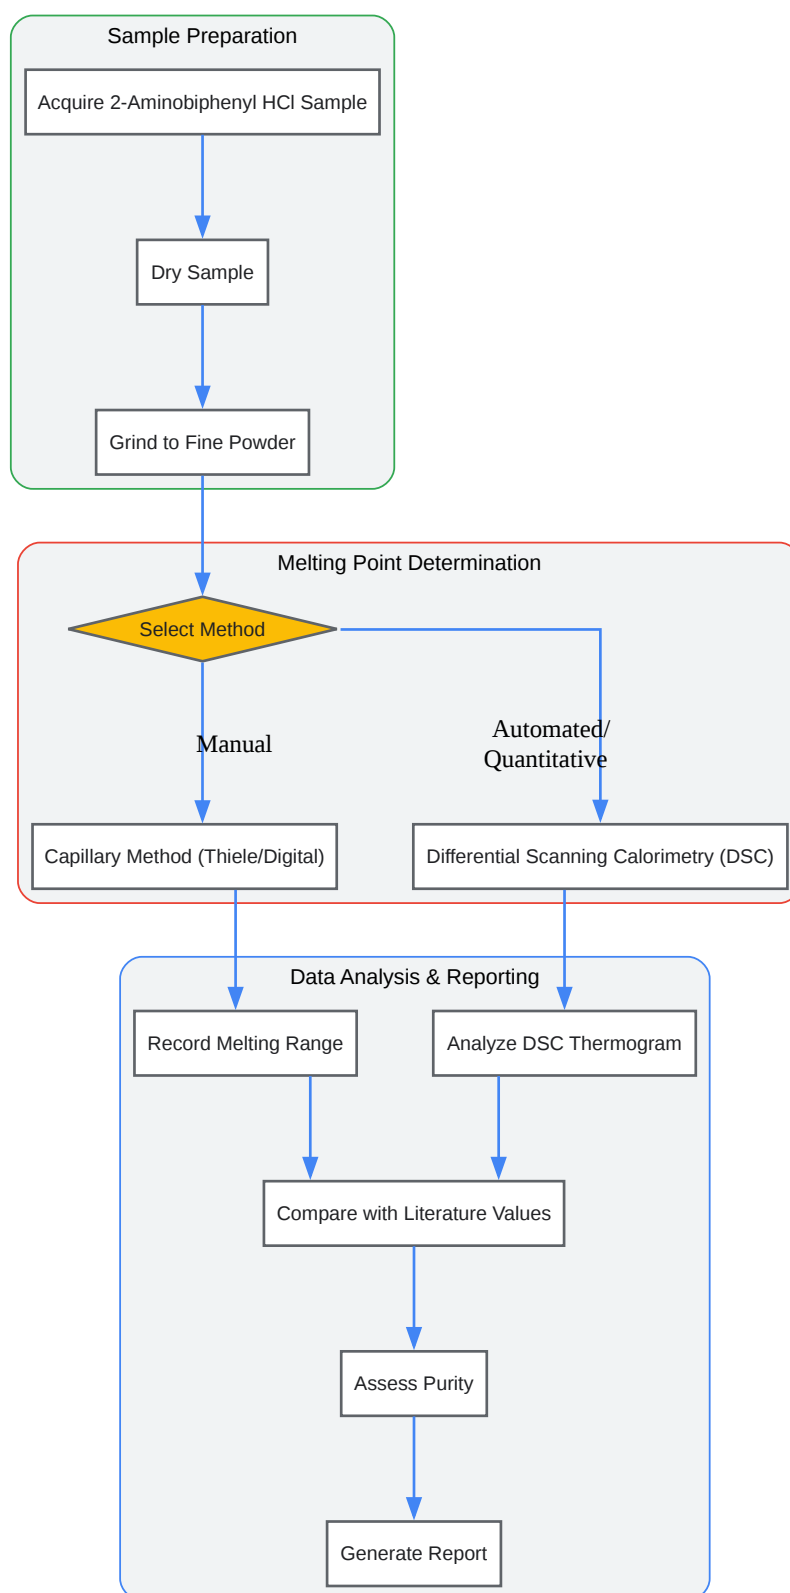 Sample Preparation
Acquire 2-Aminobiphenyl HCl Sample
Dry Sample
Grind to Fine Powder
Melting Point Determination
Select Method
Manual
Automated/
Quantitative
Capillary Method (Thiele/Digital)
Differential Scanning Calorimetry (DSC)
Data Analysis & Reporting
Record Melting Range
Analyze DSC Thermogram
Compare with Literature Values
Assess Purity
Generate Report